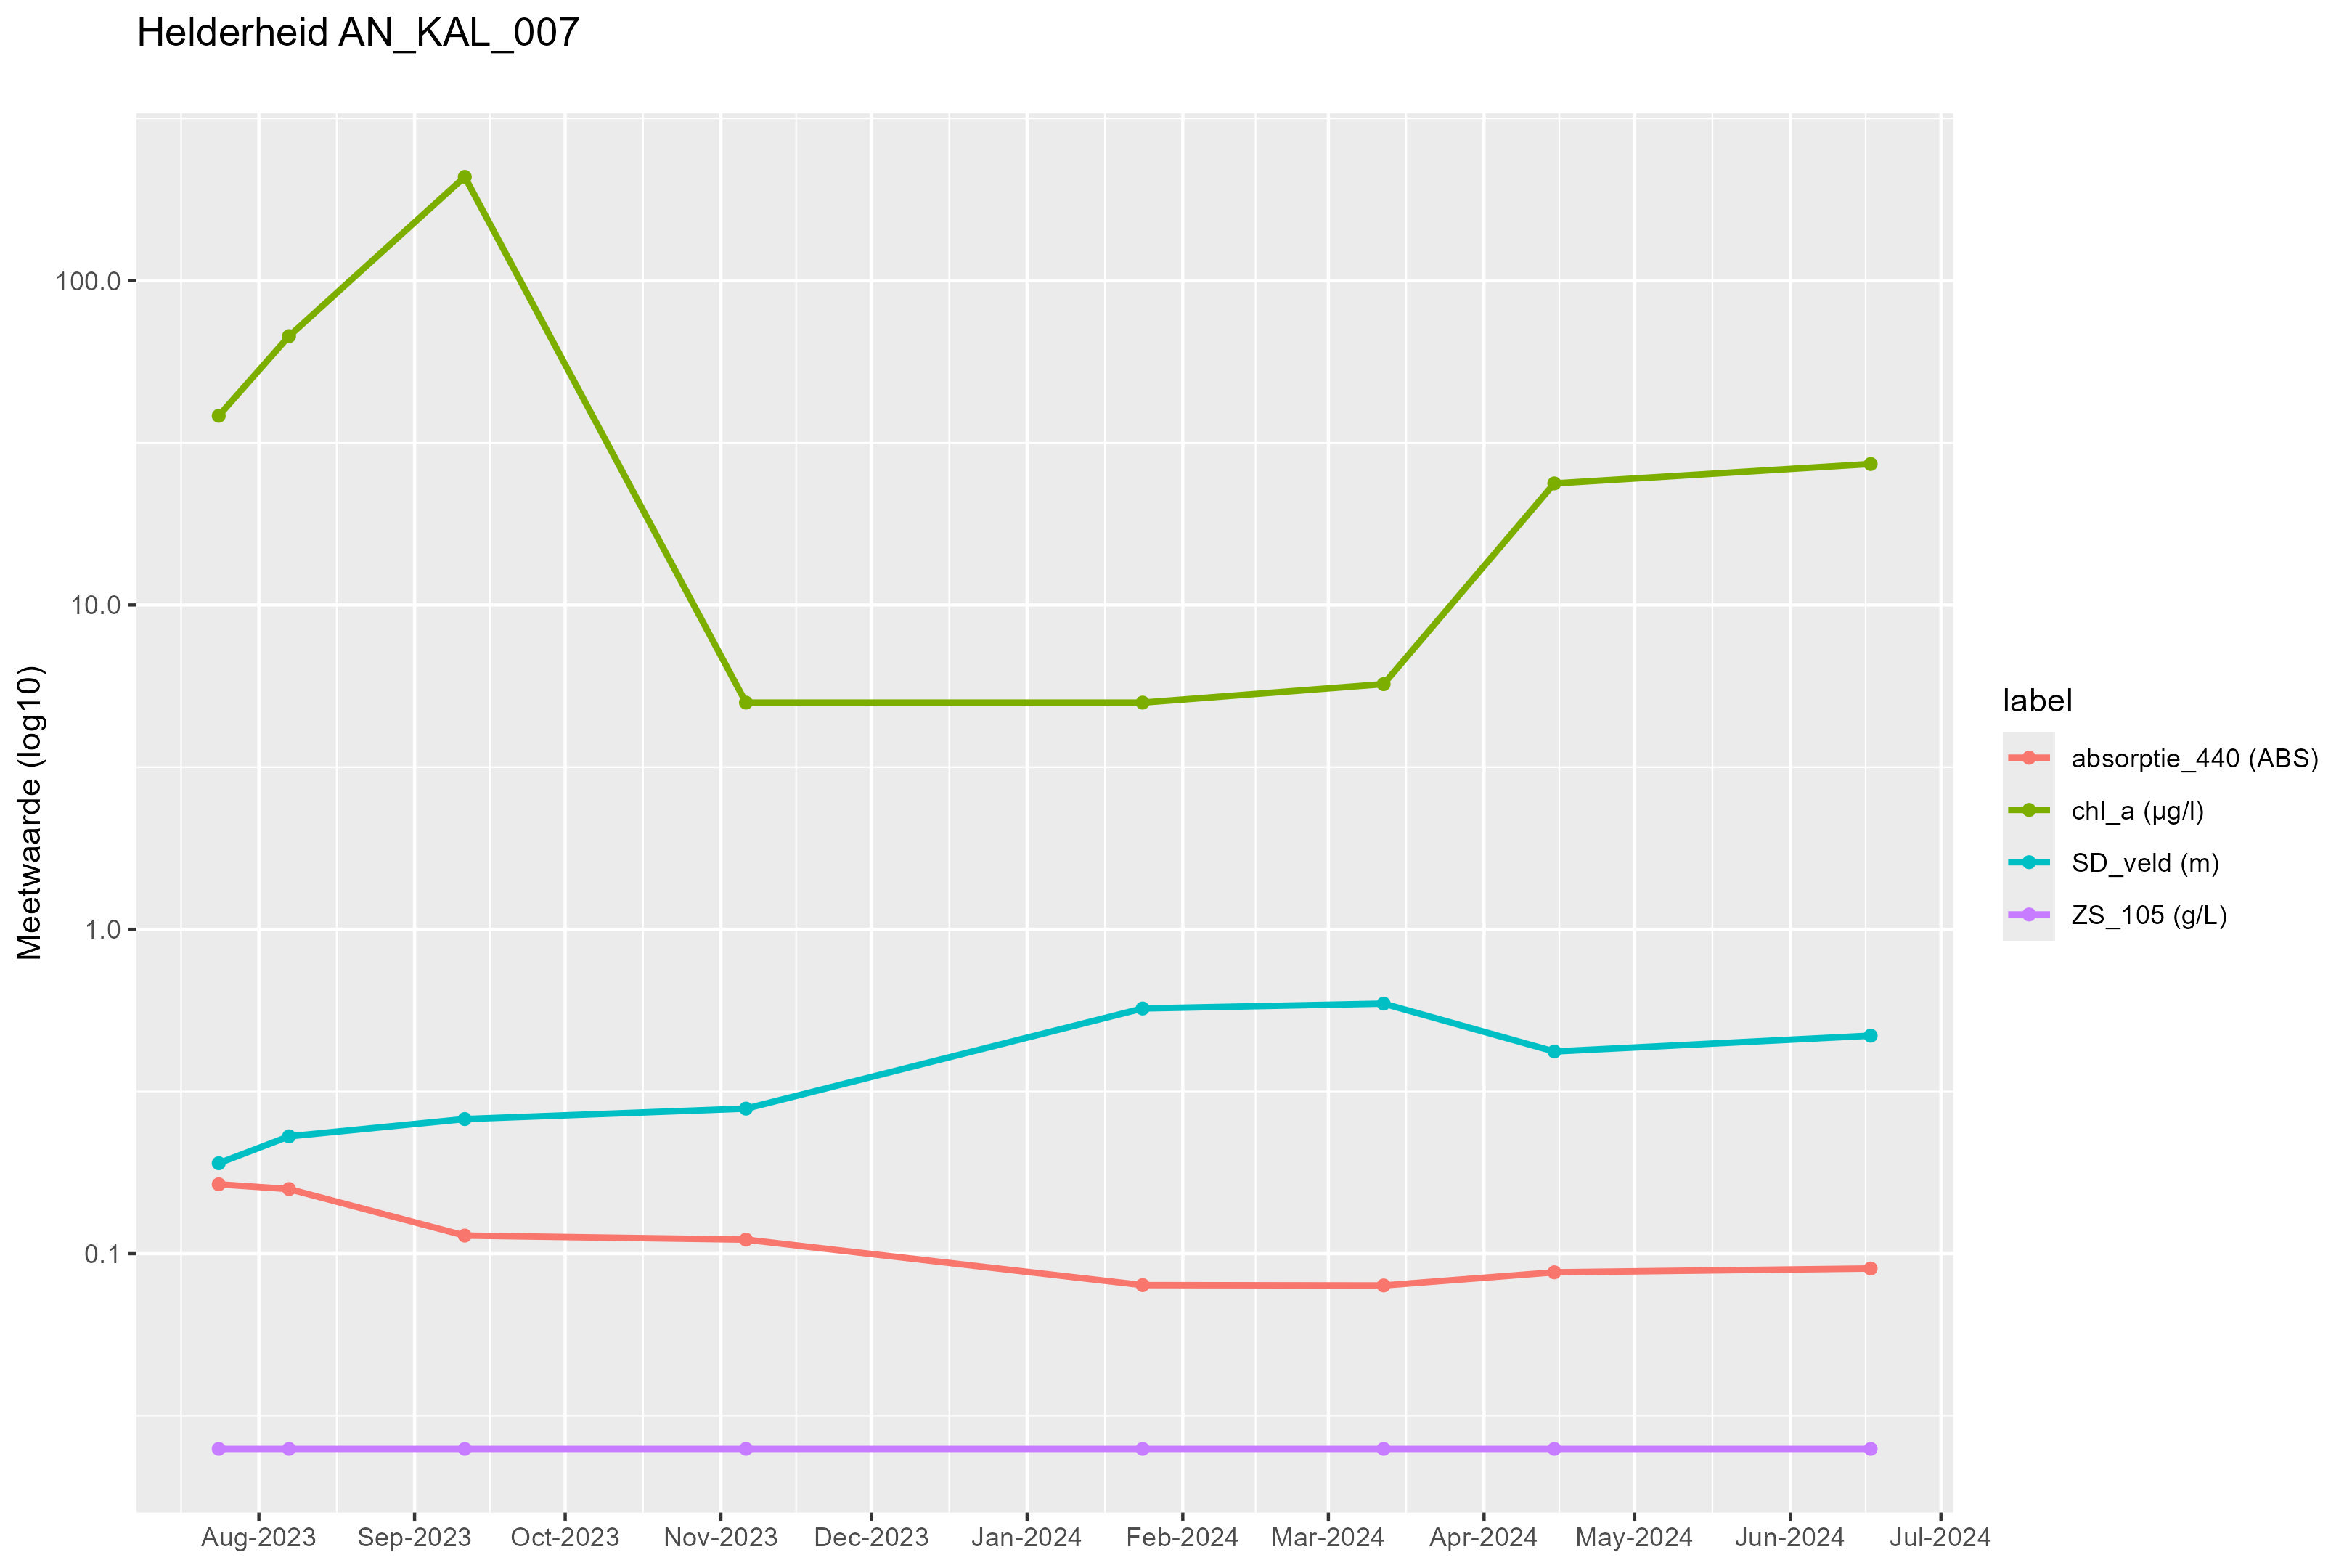 Helderheid AN_KAL_007
Meetwaarde (log10)
100.0
10.0
1.0
0.1
Aug-2023
Sep-2023
Oct-2023
Nov-2023
Dec-2023
Jan-2024
Feb-2024
Mar-2024
Apr-2024
May-2024
Jun-2024
Jul-2024
label
absorptie_440 (ABS)
chl_a (µg/l)
SD_veld (m)
ZS_105 (g/L)